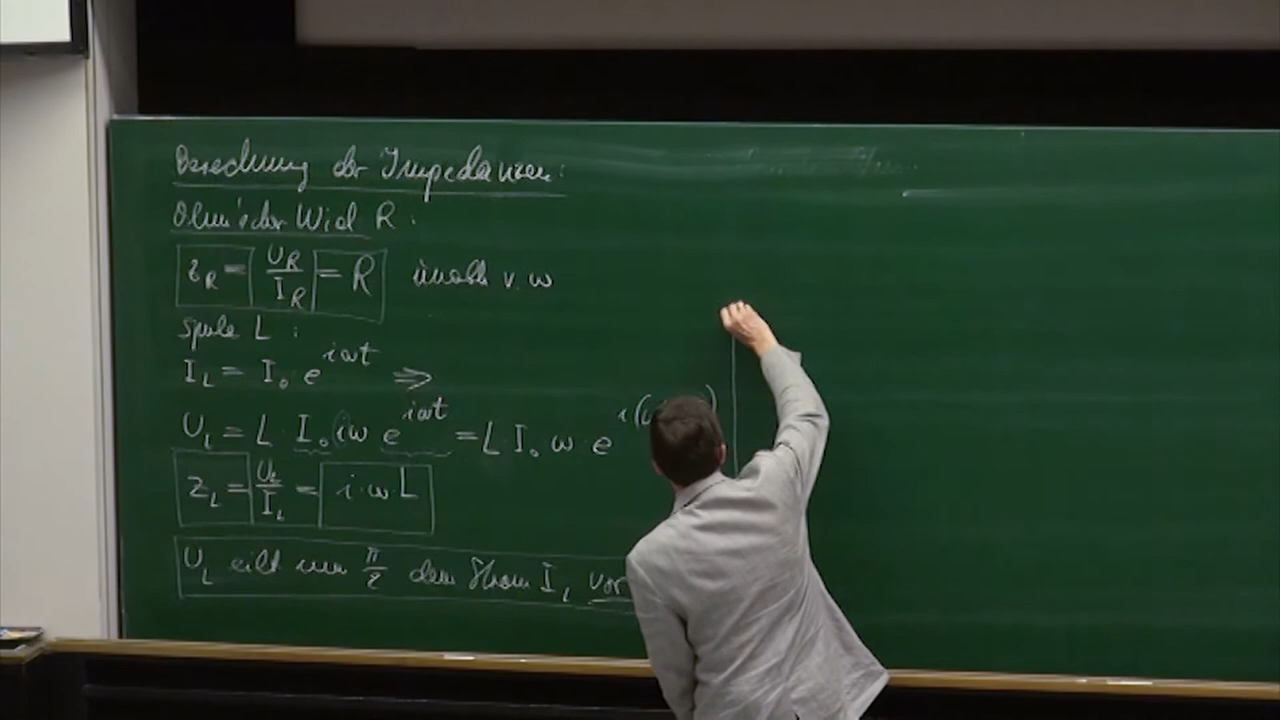 Berechnung der Impedanzen:
Ohm'scher Wid R:
Z_R = U_R / I_R = R unabh v. ω
Spule L:
I_L = I_0 e^{iωt} ⇒
U_L = L · I_0 iω e^{iωt} = L I_0 ω e^{i(
Z_L = U_L / I_L = i·ω·L
U_L eilt um π/2 dem Strom I_L vor